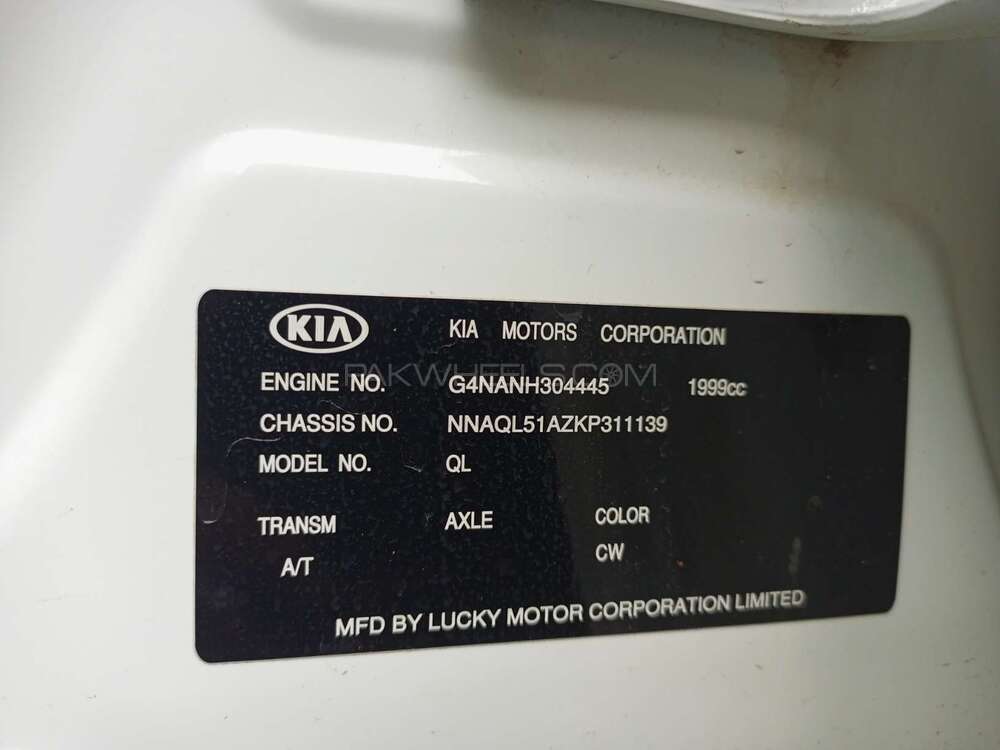 KIA KIA MOTORS CORPORATION
PAKWHEELS.COM
ENGINE NO. G4NANH304445 1999cc
CHASSIS NO. NNAQL51AZKP311139
MODEL NO. QL
TRANSM AXLE COLOR
A/T CW
MFD BY LUCKY MOTOR CORPORATION LIMITED